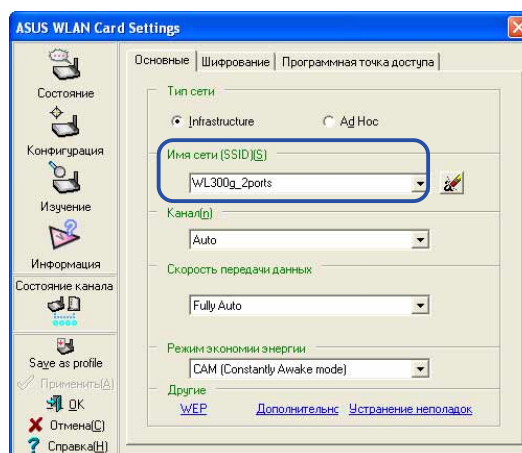 ASUS WLAN Card Settings
Состояние
Конфигурация
Изучение
Информация
Состояние канала
Save as profile
Применить(А)
OK
Отмена(С)
Справка(Н)
Основные
Шифрование
Программная точка доступа
Тип сети
Infrastructure
Ad Hoc
Имя сети (SSID)(S)
WL300g_2ports
Канал(n)
Auto
Скорость передачи данных
Fully Auto
Режим экономии энергии
CAM (Constantly Awake mode)
Другие
WEP
Дополнительнс
Устранение неполадок